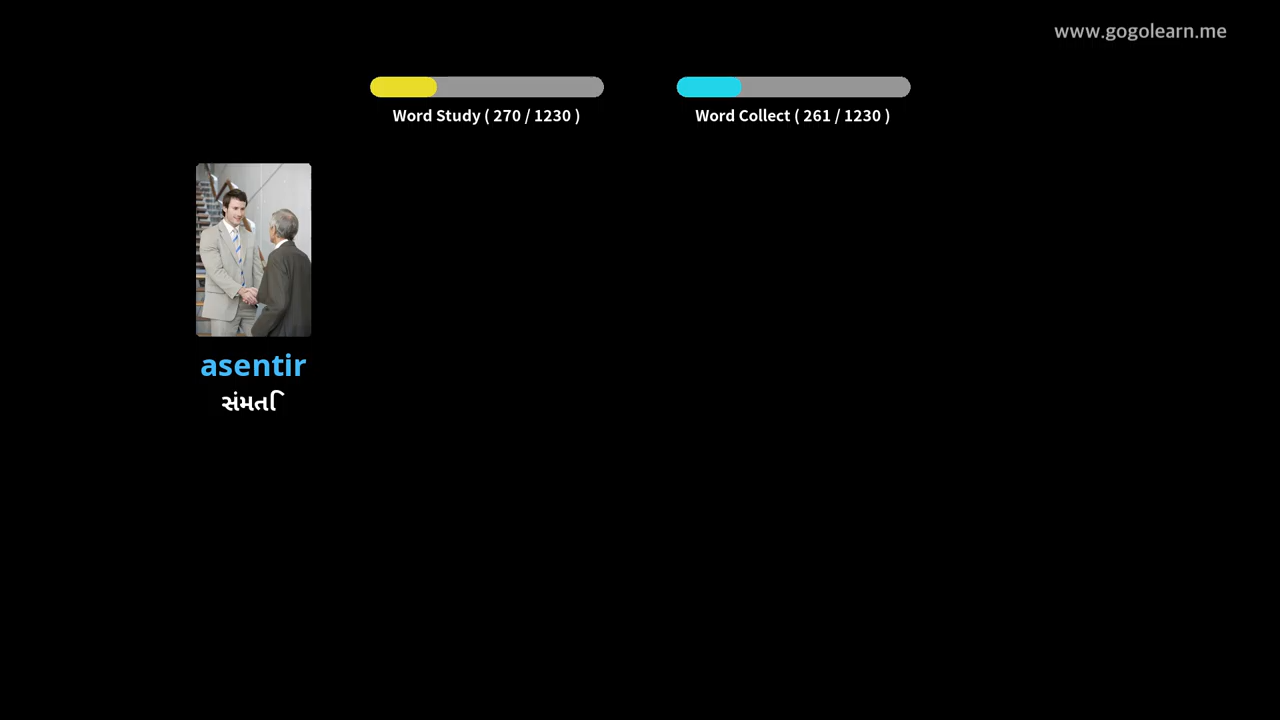 www.gogolearn.me
Word Study ( 270 / 1230 )
Word Collect ( 261 / 1230 )
asentir
સંમતિ